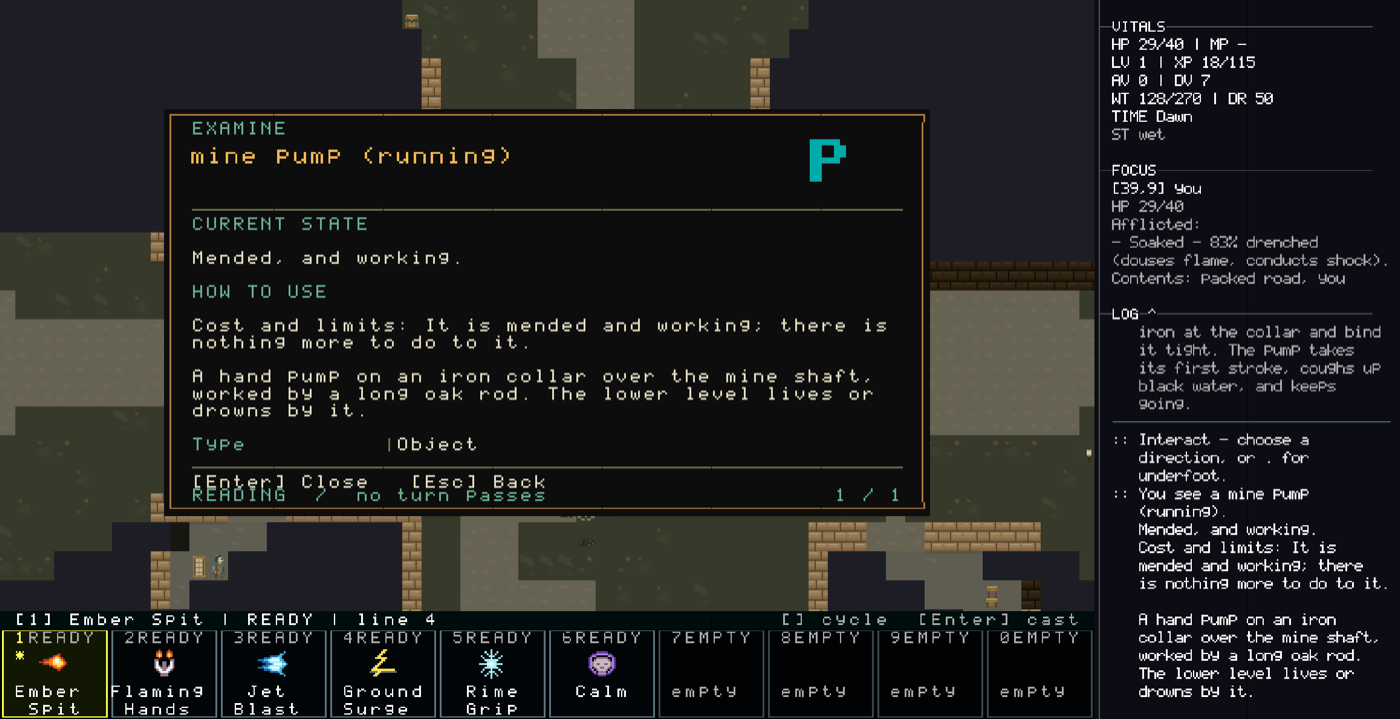 EXAMINE
mine pump (running)
P
CURRENT STATE
Mended, and working.
HOW TO USE
Cost and limits: It is mended and working; there is
nothing more to do to it.
A hand pump on an iron collar over the mine shaft,
worked by a long oak rod. The lower level lives or
drowns by it.
Type |Object
[Enter] Close [Esc] Back
READING / no turn passes 1 / 1
[1] Ember Spit | READY | line 4 [] cycle [Enter] cast
1READY 2READY 3READY 4READY 5READY 6READY 7EMPTY 8EMPTY 9EMPTY 0EMPTY
*
Ember Flaming Jet Ground Rime Calm empty empty empty empty
Spit Hands Blast Surge Grip
VITALS
HP 29/40 | MP -
LV 1 | XP 18/115
AV 0 | DV 7
WT 128/270 | DR 50
TIME Dawn
ST wet
FOCUS
[39,9] You
HP 29/40
Afflicted:
- Soaked - 83% drenched
(douses flame, conducts shock).
Contents: Packed road, you
LOG ^
iron at the collar and bind
it tight. The pump takes
its first stroke, coughs up
black water, and keeps
going.
:: Interact - choose a
direction, or . for
underfoot.
:: You see a mine pump
(running).
Mended, and working.
Cost and limits: It is
mended and working; there
is nothing more to do to it.
A hand pump on an iron
collar over the mine shaft,
worked by a long oak rod.
The lower level lives or
drowns by it.